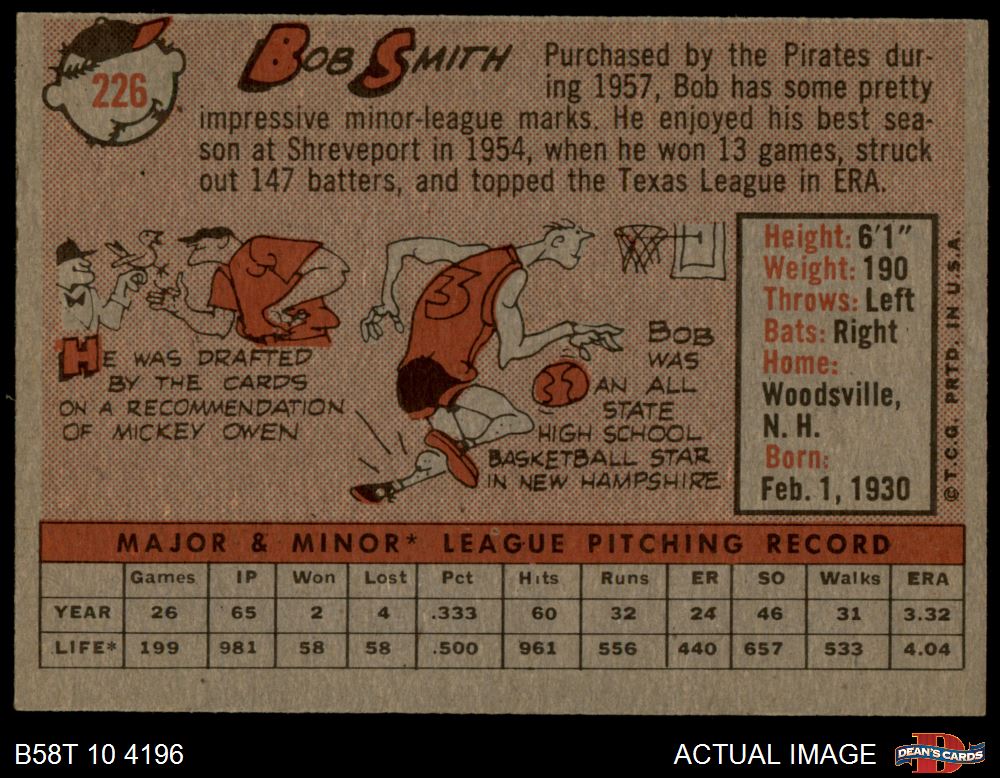 226
BOB SMITH
Purchased by the Pirates dur-
ing 1957, Bob has some pretty
impressive minor-league marks. He enjoyed his best sea-
son at Shreveport in 1954, when he won 13 games, struck
out 147 batters, and topped the Texas League in ERA.
HE WAS DRAFTED
BY THE CARDS
ON A RECOMMENDATION
OF MICKEY OWEN
3
BOB
WAS
AN ALL
STATE
HIGH SCHOOL
BASKETBALL STAR
IN NEW HAMPSHIRE
Height: 6'1"
Weight: 190
Throws: Left
Bats: Right
Home:
Woodsville,
N. H.
Born:
Feb. 1, 1930
© T.C.G. PRTD. IN U.S.A.
MAJOR & MINOR* LEAGUE PITCHING RECORD
Games IP Won Lost Pct Hits Runs ER SO Walks ERA
YEAR 26 65 2 4 .333 60 32 24 46 31 3.32
LIFE* 199 981 58 58 .500 961 556 440 657 533 4.04
B58T 10 4196
ACTUAL IMAGE
D
DEAN'S CARDS